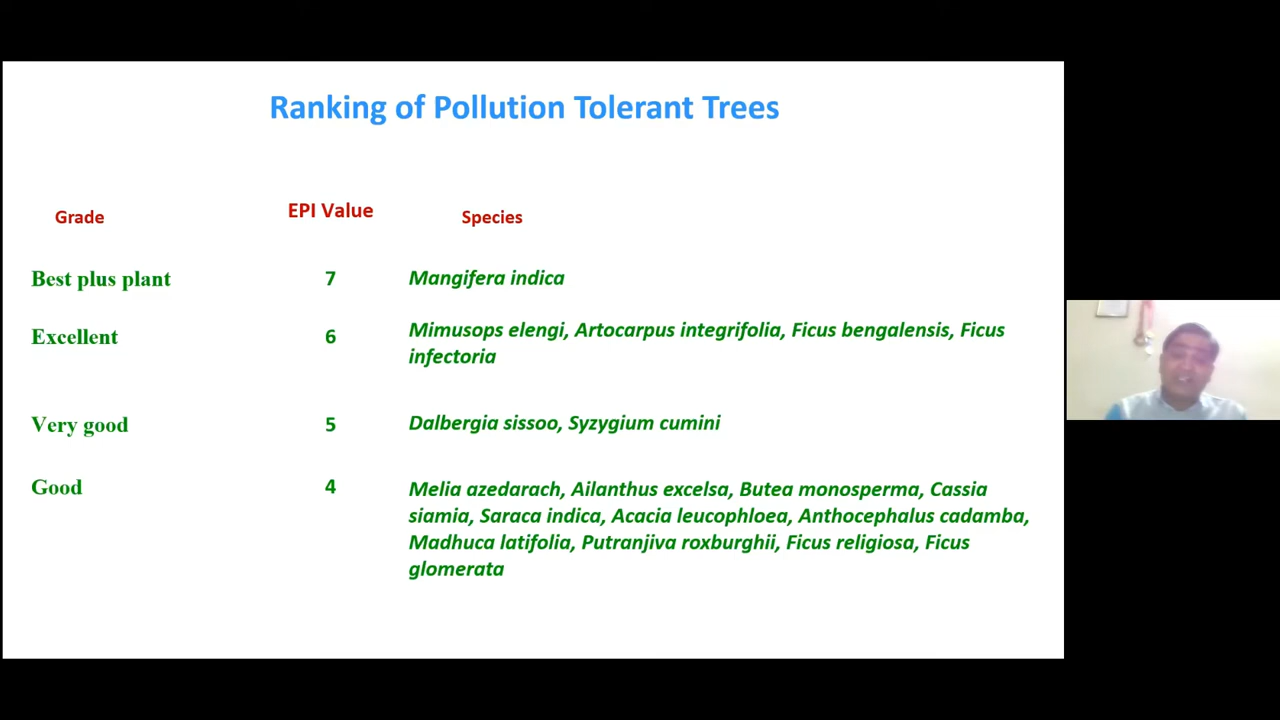 Ranking of Pollution Tolerant Trees
Grade EPI Value Species
Best plus plant 7 Mangifera indica
Excellent 6 Mimusops elengi, Artocarpus integrifolia, Ficus bengalensis, Ficus
infectoria
Very good 5 Dalbergia sissoo, Syzygium cumini
Good 4 Melia azedarach, Ailanthus excelsa, Butea monosperma, Cassia
siamia, Saraca indica, Acacia leucophloea, Anthocephalus cadamba,
Madhuca latifolia, Putranjiva roxburghii, Ficus religiosa, Ficus
glomerata